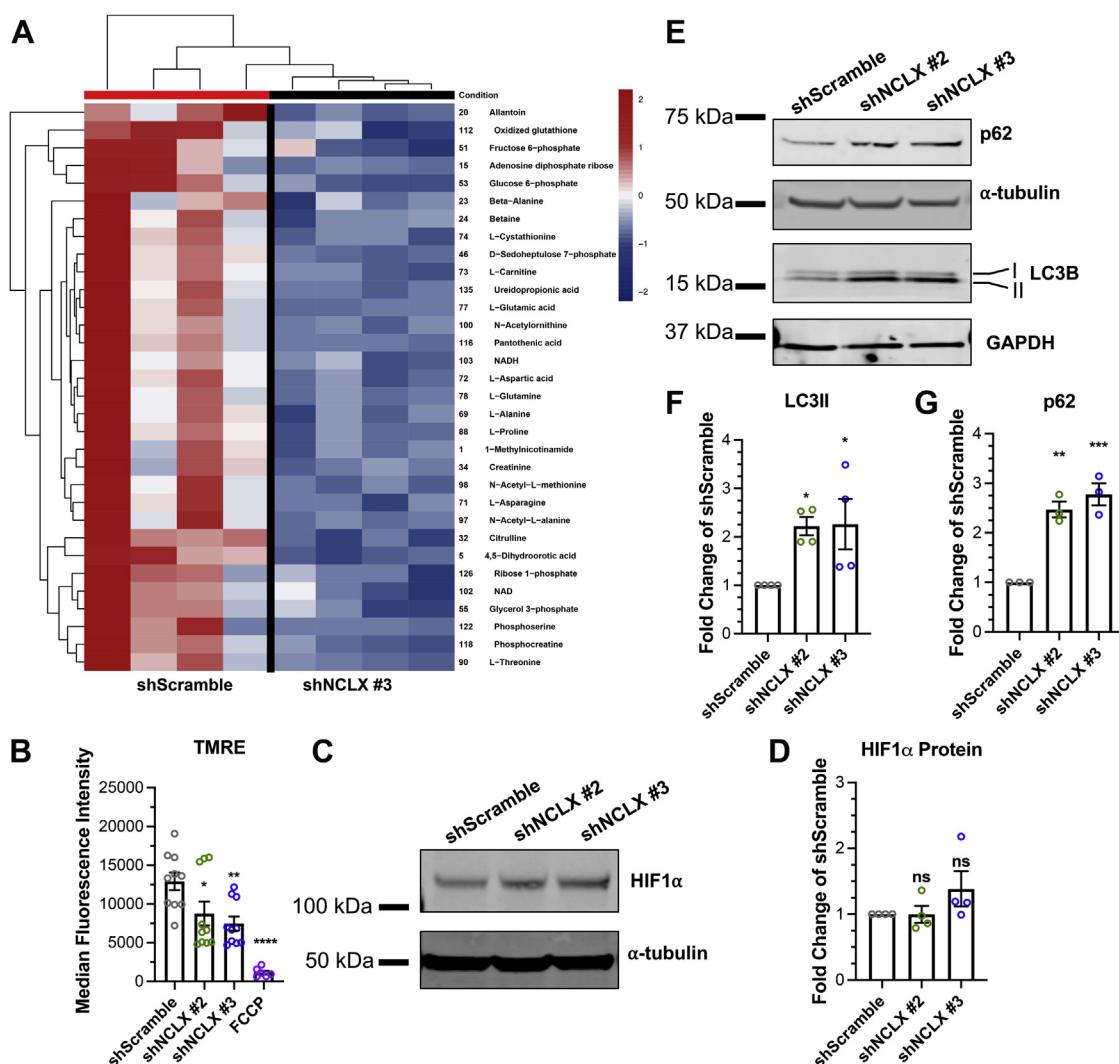 A
Condition
20 Allantoin
112 Oxidized glutathione
51 Fructose 6-phosphate
15 Adenosine diphosphate ribose
53 Glucose 6-phosphate
23 Beta-Alanine
24 Betaine
74 L-Cystathionine
46 D-Sedoheptulose 7-phosphate
73 L-Carnitine
135 Ureidopropionic acid
77 L-Glutamic acid
100 N-Acetylornithine
116 Pantothenic acid
103 NADH
72 L-Aspartic acid
78 L-Glutamine
69 L-Alanine
88 L-Proline
1 1-Methylnicotinamide
34 Creatinine
98 N-Acetyl-L-methionine
71 L-Asparagine
97 N-Acetyl-L-alanine
32 Citrulline
5 4,5-Dihydroorotic acid
126 Ribose 1-phosphate
102 NAD
55 Glycerol 3-phosphate
122 Phosphoserine
118 Phosphocreatine
90 L-Threonine
2
1
0
−1
−2
shScramble shNCLX #3
E
shScramble shNCLX #2 shNCLX #3
75 kDa
p62
50 kDa
α-tubulin
15 kDa
I
II
LC3B
37 kDa
GAPDH
F
LC3II
Fold Change of shScramble
4
3
2
1
0
*
*
shScramble
shNCLX #2
shNCLX #3
G
p62
Fold Change of shScramble
4
3
2
1
0
**
***
shScramble
shNCLX #2
shNCLX #3
B
TMRE
Median Fluorescence Intensity
25000
20000
15000
10000
5000
0
*
**
****
shScramble
shNCLX #2
shNCLX #3
FCCP
C
shScramble shNCLX #2 shNCLX #3
HIF1α
100 kDa
50 kDa
α-tubulin
D
HIF1α Protein
Fold Change of shScramble
3
2
1
0
ns
ns
shScramble
shNCLX #2
shNCLX #3